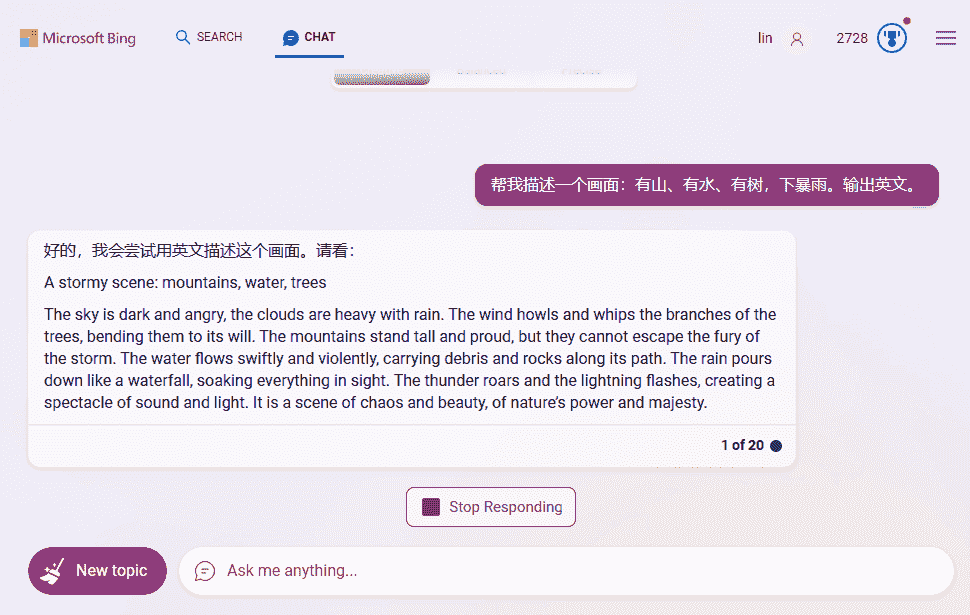 Microsoft Bing
SEARCH
CHAT
lin
2728
帮我描述一个画面：有山、有水、有树，下暴雨。输出英文。
好的，我会尝试用英文描述这个画面。请看：
A stormy scene: mountains, water, trees
The sky is dark and angry, the clouds are heavy with rain. The wind howls and whips the branches of the
trees, bending them to its will. The mountains stand tall and proud, but they cannot escape the fury of
the storm. The water flows swiftly and violently, carrying debris and rocks along its path. The rain pours
down like a waterfall, soaking everything in sight. The thunder roars and the lightning flashes, creating a
spectacle of sound and light. It is a scene of chaos and beauty, of nature’s power and majesty.
1 of 20
Stop Responding
New topic
Ask me anything...